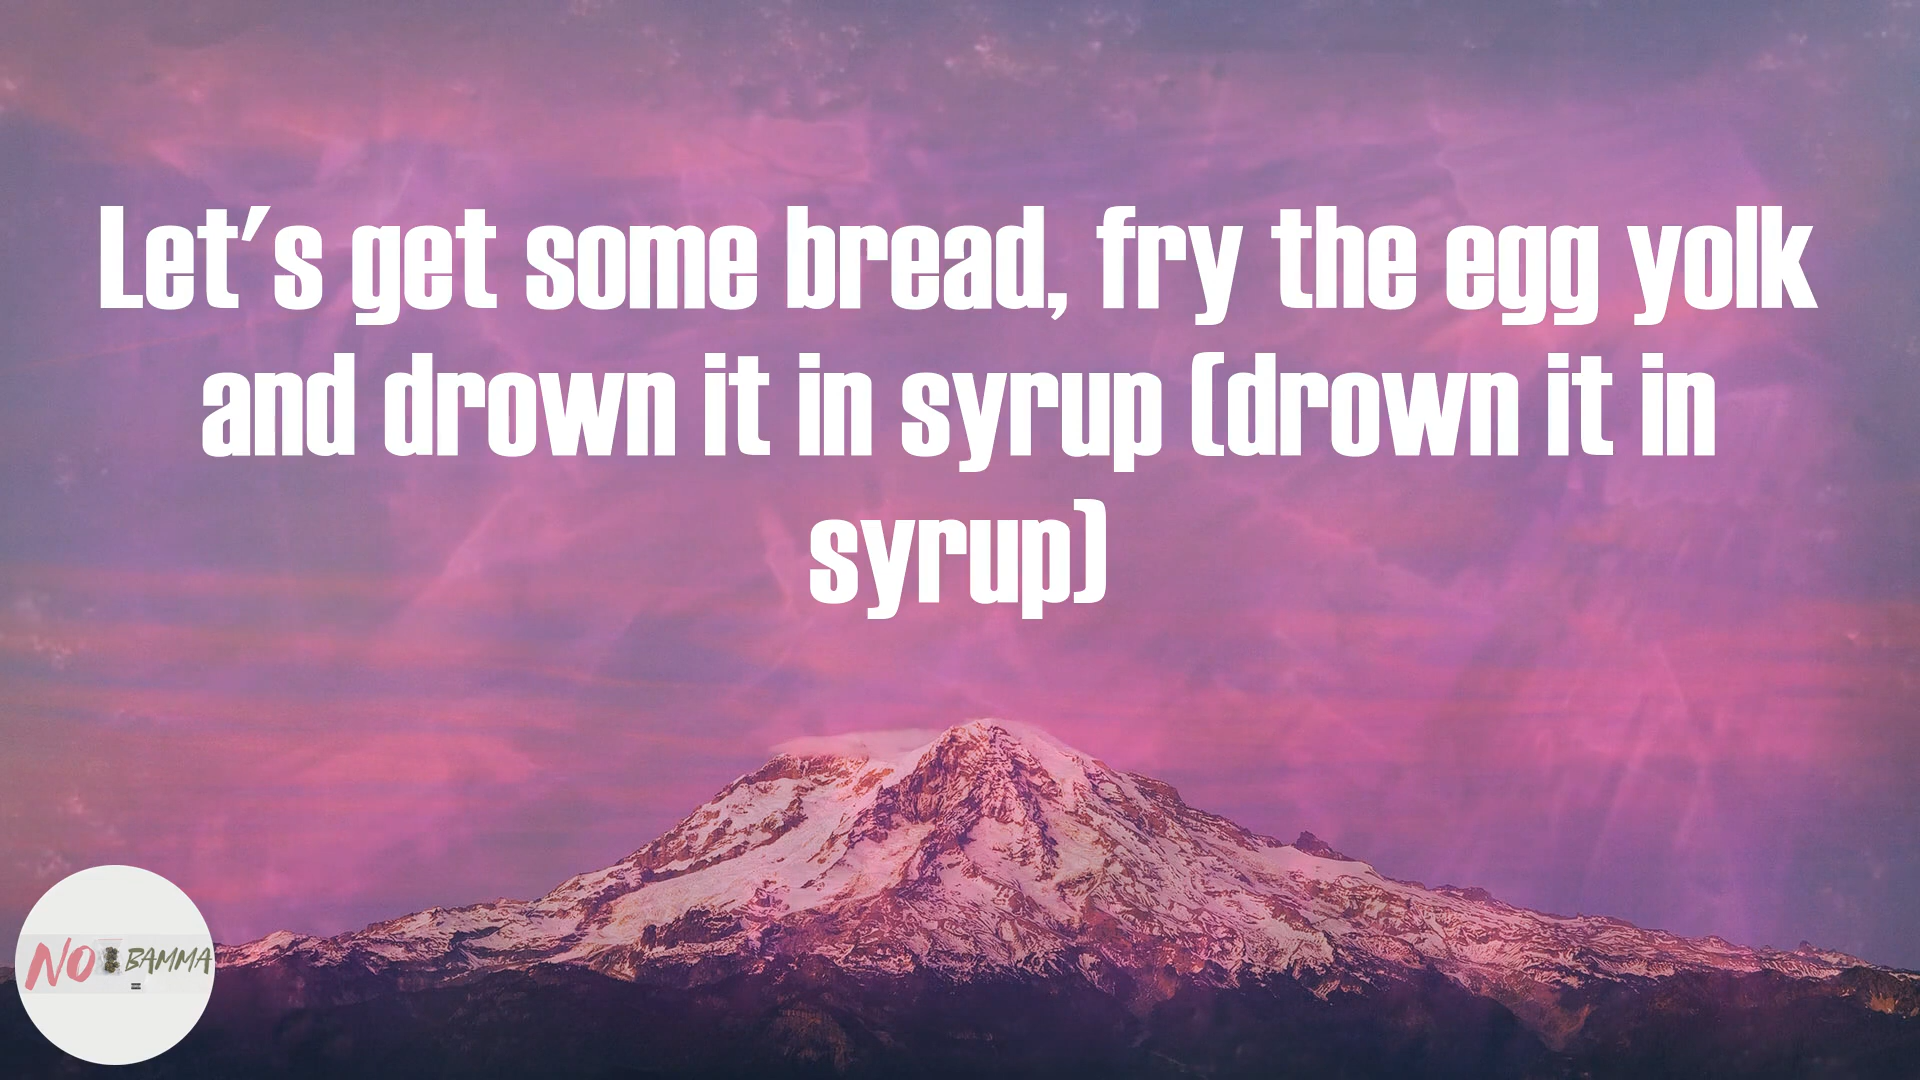 Let's get some bread, fry the egg yolk
and drown it in syrup (drown it in
syrup)
NO BAMMA